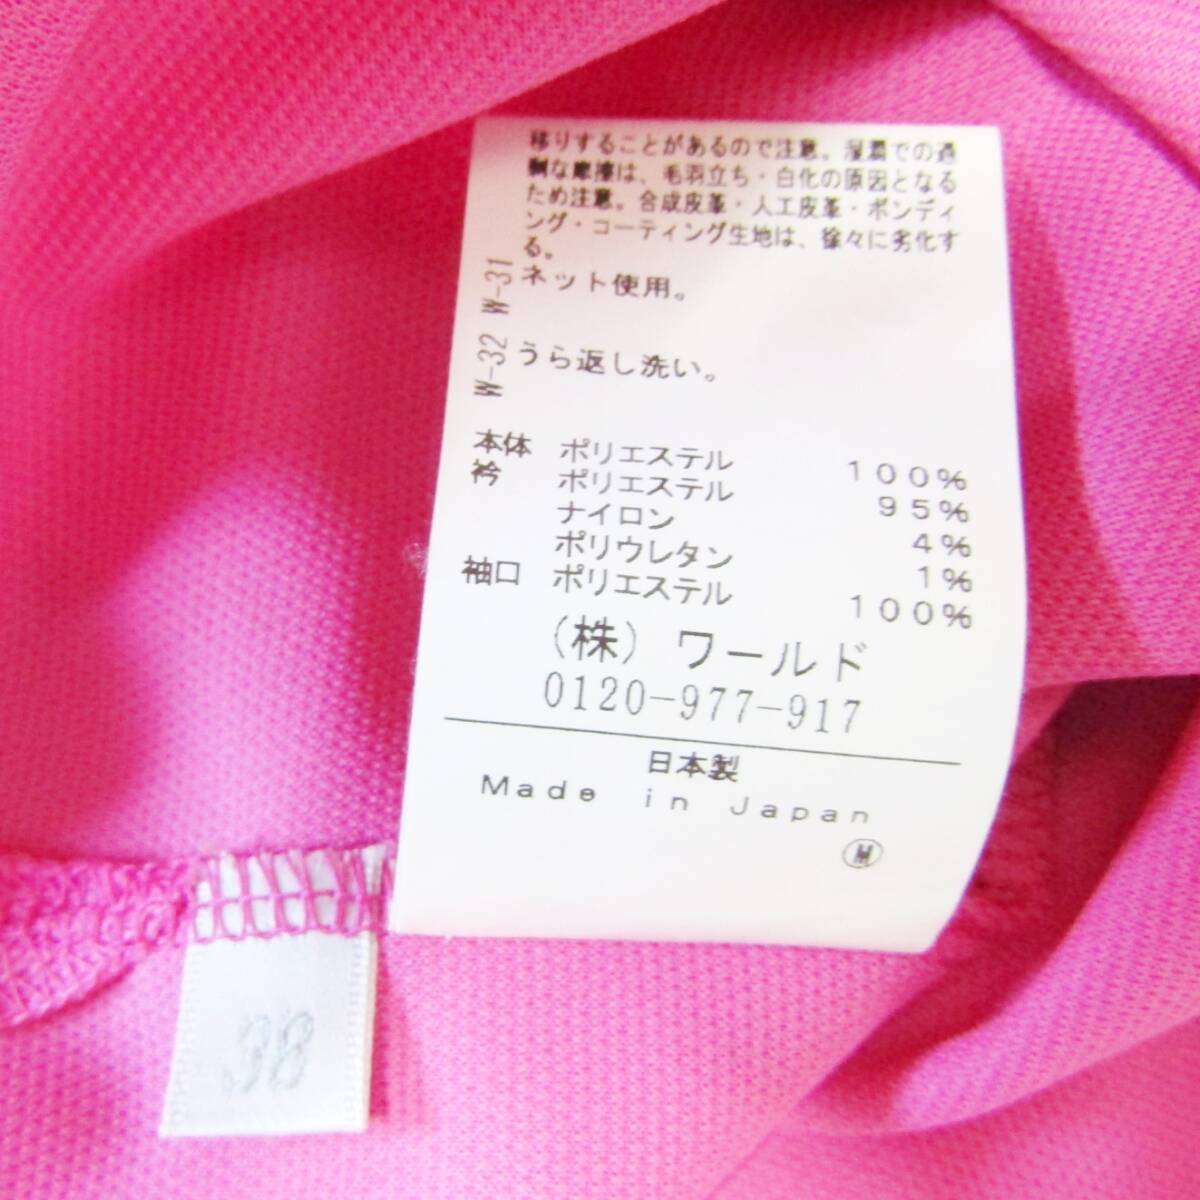 移りすることがあるので注意。湿潤での過
剰な摩擦は、毛羽立ち・白化の原因となる
ため注意。合成皮革・人工皮革・ボンディ
ング・コーティング生地は、徐々に劣化す
る。
W-31 ネット使用。
W-32 うら返し洗い。
本体 ポリエステル 100%
衿 ポリエステル 95%
ナイロン 4%
ポリウレタン 1%
袖口 ポリエステル 100%
(株) ワールド
0120-977-917
日本製
Made in Japan
M
38